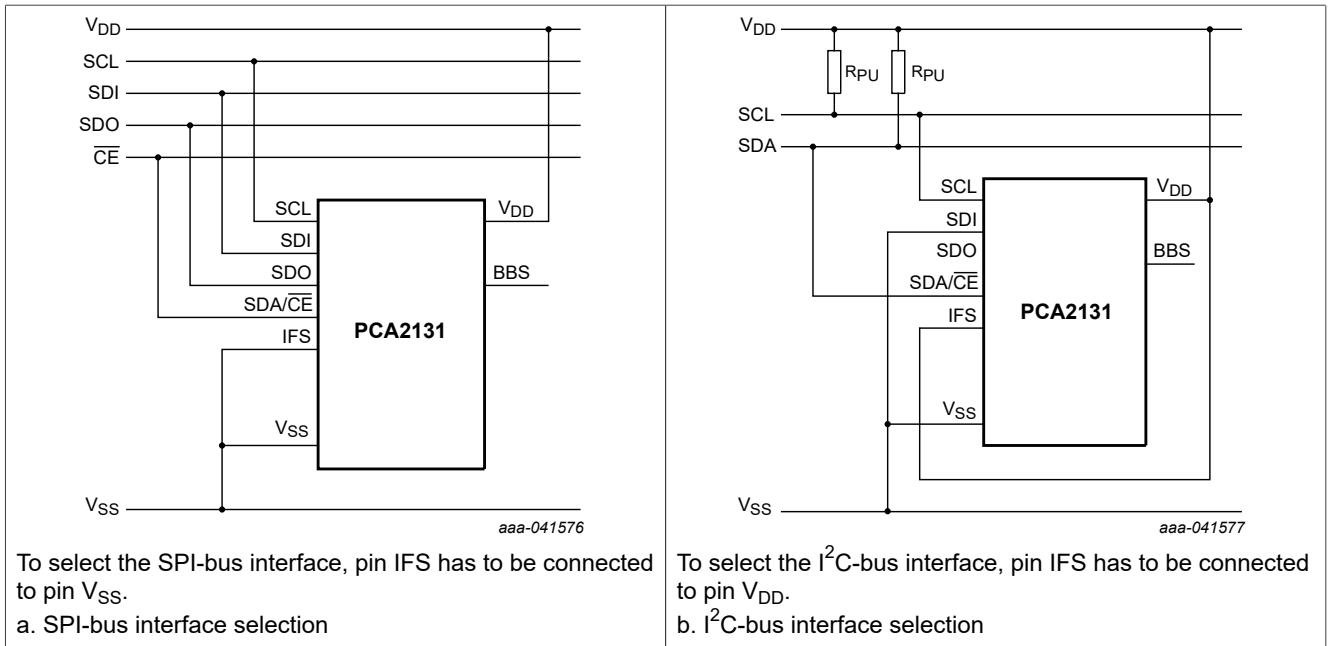 VDD
SCL
SDI
SDO
CE
SCL
SDI
SDO
SDA/CE
IFS
VSS
VDD
BBS
PCA2131
VSS
aaa-041576
To select the SPI-bus interface, pin IFS has to be connected
to pin VSS.
a. SPI-bus interface selection
VDD
RPU
RPU
SCL
SDA
SCL
SDI
SDO
SDA/CE
IFS
VSS
VDD
BBS
PCA2131
VSS
aaa-041577
To select the I2C-bus interface, pin IFS has to be connected
to pin VDD.
b. I2C-bus interface selection